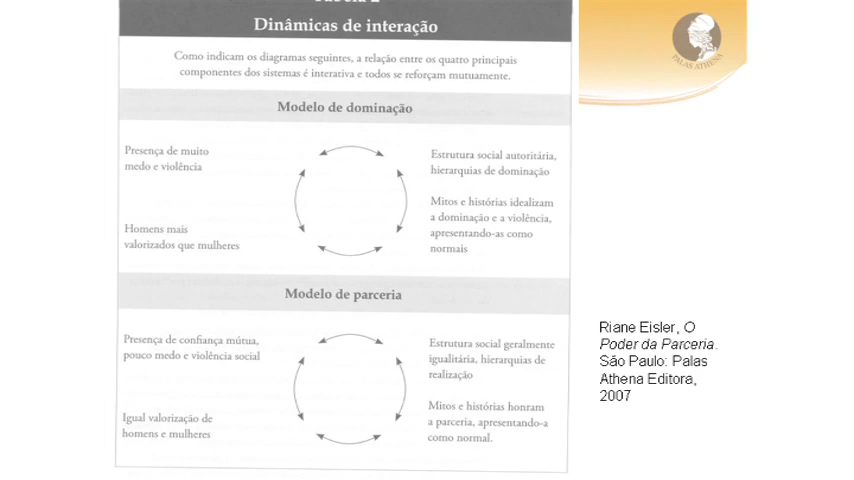 Tabela 2
Dinâmicas de interação
Como indicam os diagramas seguintes, a relação entre os quatro principais
componentes dos sistemas é interativa e todos se reforçam mutuamente.
Modelo de dominação
Presença de muito
medo e violência
Estrutura social autoritária,
hierarquias de dominação
Homens mais
valorizados que mulheres
Mitos e histórias idealizam
a dominação e a violência,
apresentando-as como
normais
Modelo de parceria
Presença de confiança mútua,
pouco medo e violência social
Estrutura social geralmente
igualitária, hierarquias de
realização
Igual valorização de
homens e mulheres
Mitos e histórias honram
a parceria, apresentando-a
como normal.
PALAS ATHENA
Riane Eisler, O
Poder da Parceria.
São Paulo: Palas
Athena Editora,
2007